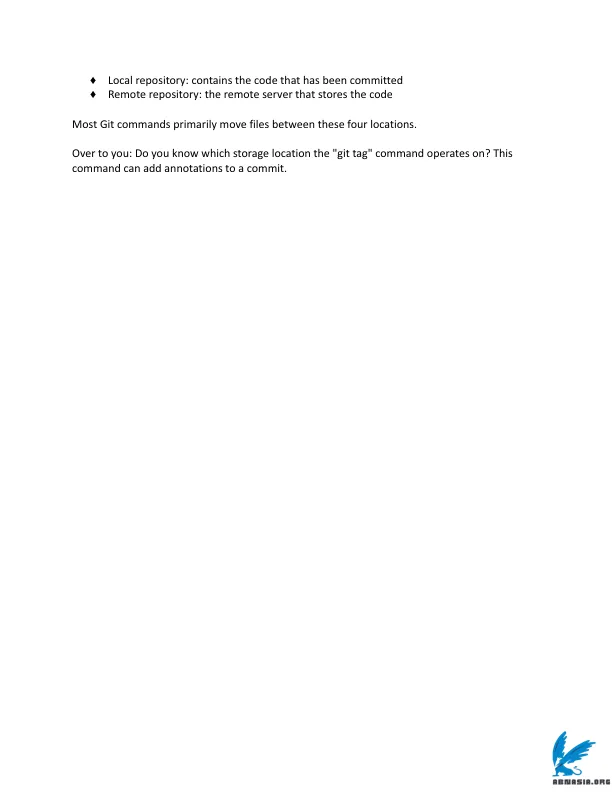 ♦ Local repository: contains the code that has been committed
♦ Remote repository: the remote server that stores the code
Most Git commands primarily move files between these four locations.
Over to you: Do you know which storage location the "git tag" command operates on? This
command can add annotations to a commit.
ABNASIA.ORG